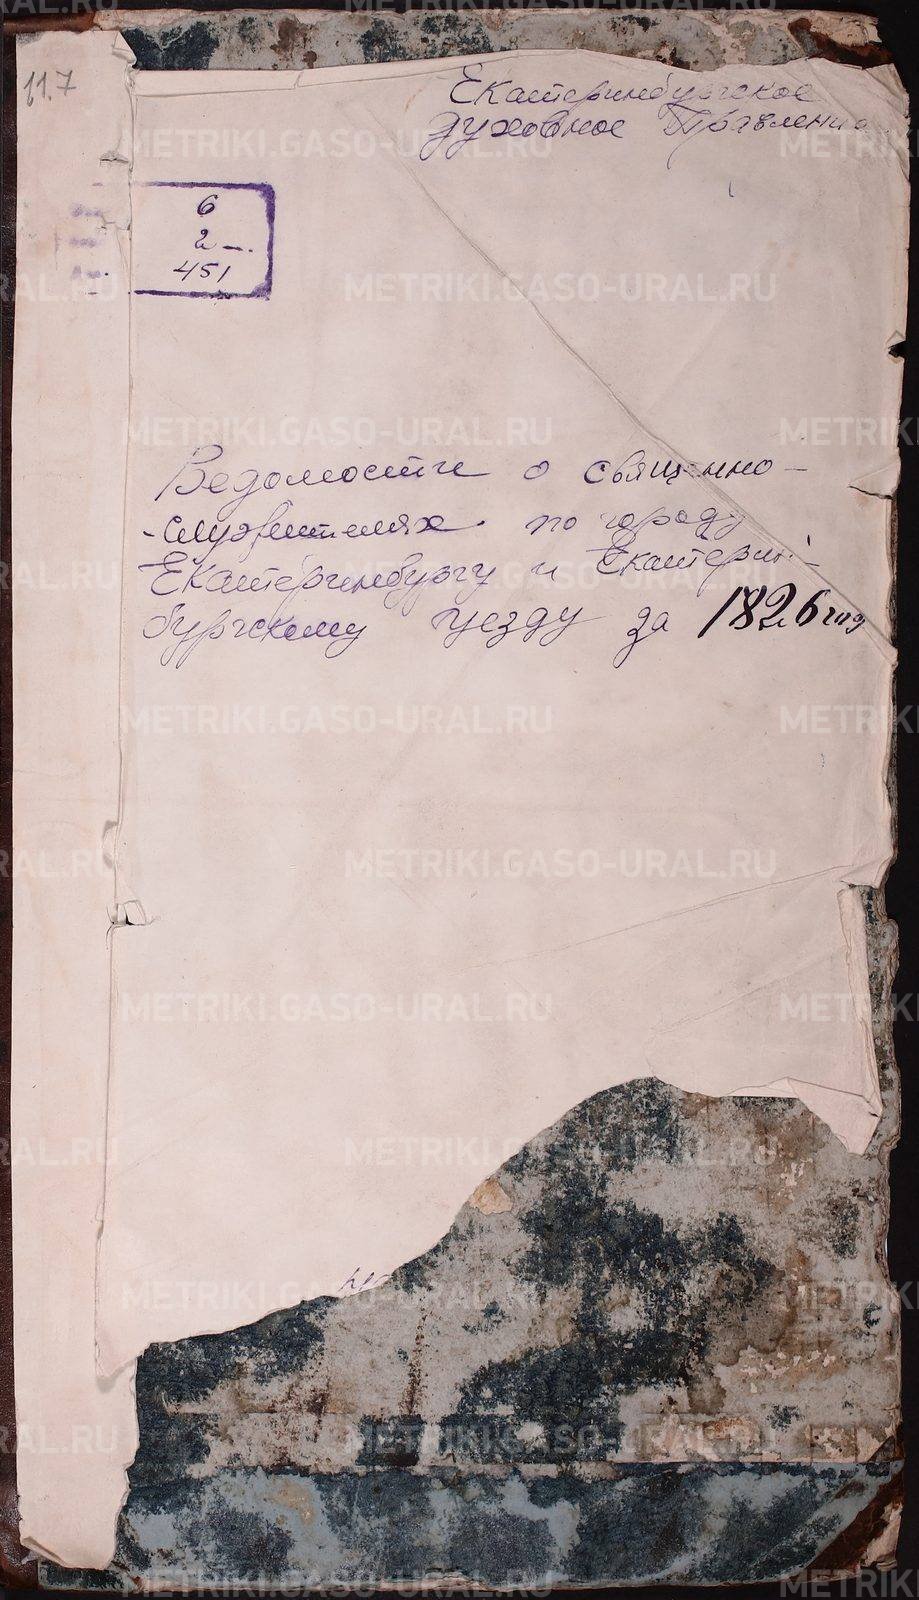 11.7
Екатеринбургское
духовное Правление
6
2 —.
451
Ведомости о священно-
-служителях по городу
Екатеринбургу и Екатерин-
бургскому уезду за 1826 год
METRIKI.GASO-URAL.RU